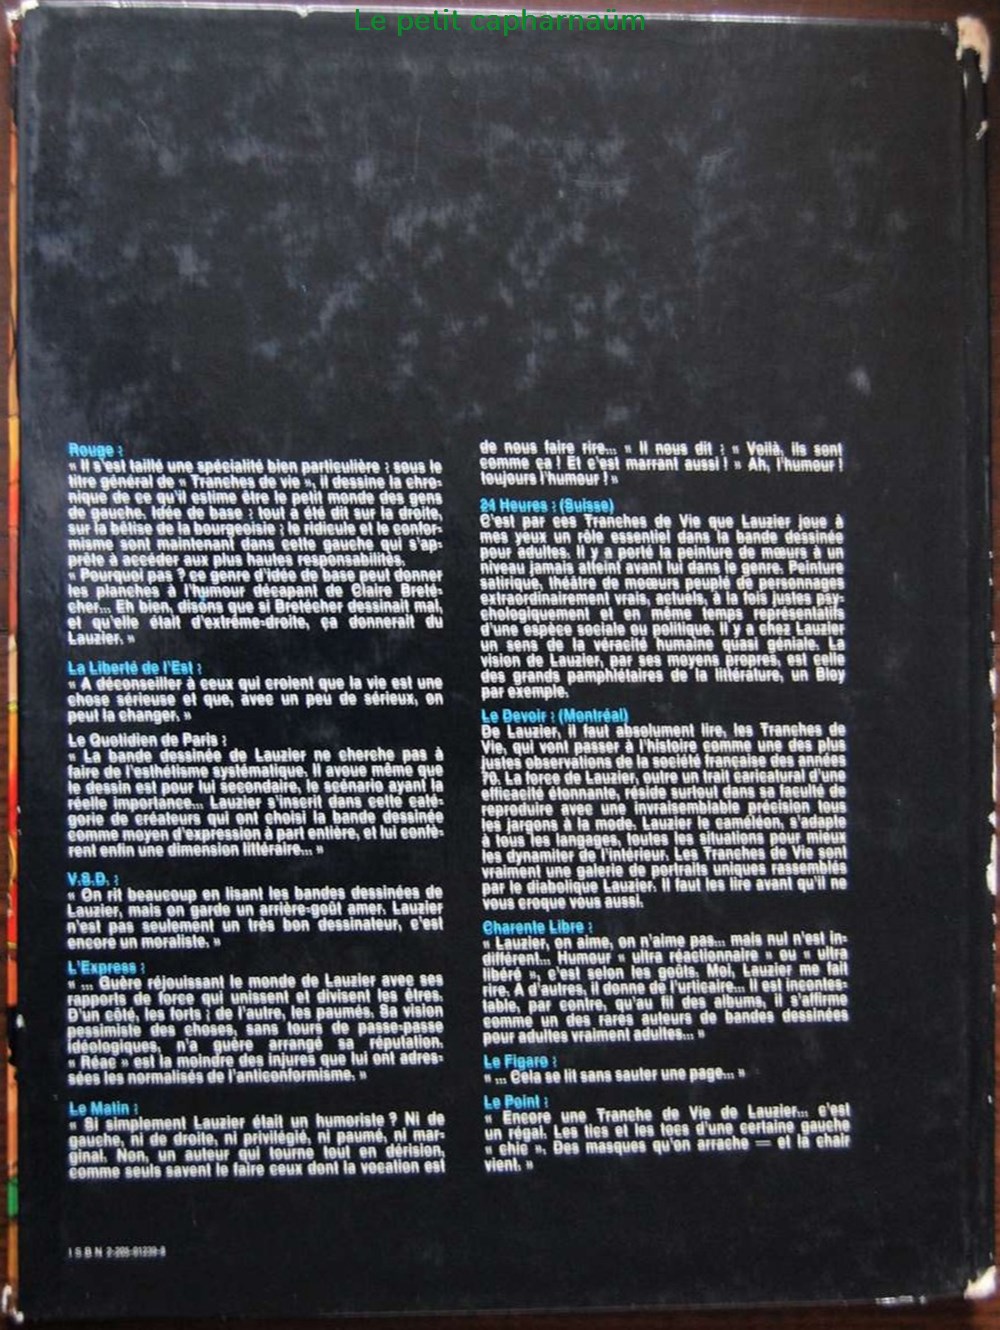 Le petit capharnaüm
Rouge :
« Il s'est taillé une spécialité bien particulière : sous le
titre général de « Tranches de vie », il dessine la chro-
nique de ce qu'il estime être le petit monde des gens
de gauche. Idée de base : tout a été dit sur la droite,
sur la bêtise de la bourgeoisie ; le ridicule et le confor-
misme sont maintenant dans cette gauche qui s'ap-
prête à accéder aux plus hautes responsabilités.
« Pourquoi pas ? ce genre d'idée de base peut donner
les planches à l'humour décapant de Claire Breté-
cher... Eh bien, disons que si Bretécher dessinait mal,
et qu'elle était d'extrême-droite, ça donnerait du
Lauzier. »
La Liberté de l'Est :
« A déconseiller à ceux qui croient que la vie est une
chose sérieuse et que, avec un peu de sérieux, on
peut la changer. »
Le Quotidien de Paris :
« La bande dessinée de Lauzier ne cherche pas à
faire de l'esthétisme systématique. Il avoue même que
le dessin est pour lui secondaire, le scénario ayant la
réelle importance... Lauzier s'inscrit dans cette caté-
gorie de créateurs qui ont choisi la bande dessinée
comme moyen d'expression à part entière, et lui confè-
rent enfin une dimension littéraire... »
V.S.D. :
« On rit beaucoup en lisant les bandes dessinées de
Lauzier, mais on garde un arrière-goût amer. Lauzier
n'est pas seulement un très bon dessinateur, c'est
encore un moraliste. »
L'Express :
« ... Guère réjouissant le monde de Lauzier avec ses
rapports de force qui unissent et divisent les êtres.
D'un côté, les forts ; de l'autre, les paumés. Sa vision
pessimiste des choses, sans tours de passe-passe
idéologiques, n'a guère arrangé sa réputation.
« Réac » est la moindre des injures que lui ont adres-
sées les normalisés de l'anticonformisme. »
Le Matin :
« Si simplement Lauzier était un humoriste ? Ni de
gauche, ni de droite, ni privilégié, ni paumé, ni mar-
ginal. Non, un auteur qui tourne tout en dérision,
comme seuls savent le faire ceux dont la vocation est
de nous faire rire... « Il nous dit : « Voilà, ils sont
comme ça ! Et c'est marrant aussi ! » Ah, l'humour !
toujours l'humour ! »
24 Heures : (Suisse)
C'est par ces Tranches de Vie que Lauzier joue à
mes yeux un rôle essentiel dans la bande dessinée
pour adultes. Il y a porté la peinture de mœurs à un
niveau jamais atteint avant lui dans le genre. Peinture
satirique, théâtre de moœurs peuplé de personnages
extraordinairement vrais, actuels, à la fois justes psy-
chologiquement et en même temps représentatifs
d'une espèce sociale ou politique. Il y a chez Lauzier
un sens de la véracité humaine quasi géniale. La
vision de Lauzier, par ses moyens propres, est celle
des grands pamphlétaires de la littérature, un Bloy
par exemple.
Le Devoir : (Montréal)
De Lauzier, il faut absolument lire, les Tranches de
Vie, qui vont passer à l'histoire comme une des plus
justes observations de la société française des années
70. La force de Lauzier, outre un trait caricatural d'une
efficacité étonnante, réside surtout dans sa faculté de
reproduire avec une invraisemblable précision tous
les jargons à la mode. Lauzier le caméléon, s'adapte
à tous les langages, toutes les situations pour mieux
les dynamiter de l'intérieur. Les Tranches de Vie sont
vraiment une galerie de portraits uniques rassemblés
par le diabolique Lauzier. Il faut les lire avant qu'il ne
vous croque vous aussi.
Charente Libre :
« Lauzier, on aime, on n'aime pas... mais nul n'est in-
différent... Humour « ultra réactionnaire » ou « ultra
libéré », c'est selon les goûts. Moi, Lauzier me fait
rire. A d'autres, il donne de l'urticaire... Il est incontes-
table, par contre, qu'au fil des albums, il s'affirme
comme un des rares auteurs de bandes dessinées
pour adultes vraiment adultes... »
Le Figaro :
« ... Cela se lit sans sauter une page... »
Le Point :
« Encore une Tranche de Vie de Lauzier... c'est
un régal. Les tics et les tocs d'une certaine gauche
« chic ». Des masques qu'on arrache — et la chair
vient. »
ISBN 2-205-01239-8